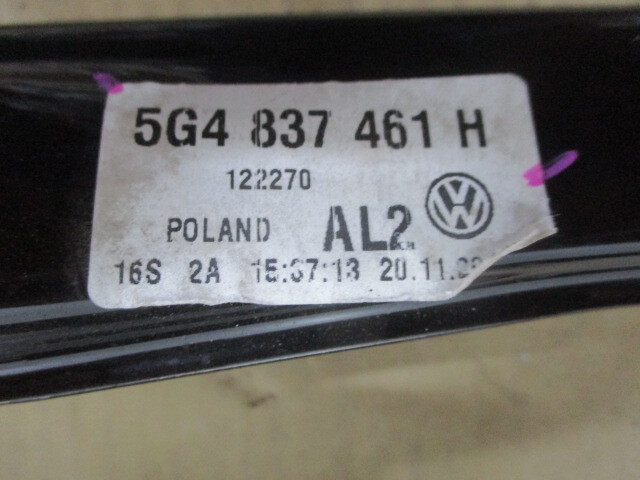 5G4 837 461 H
122270
POLAND AL2
16S 2A 15:37:13 20.11.